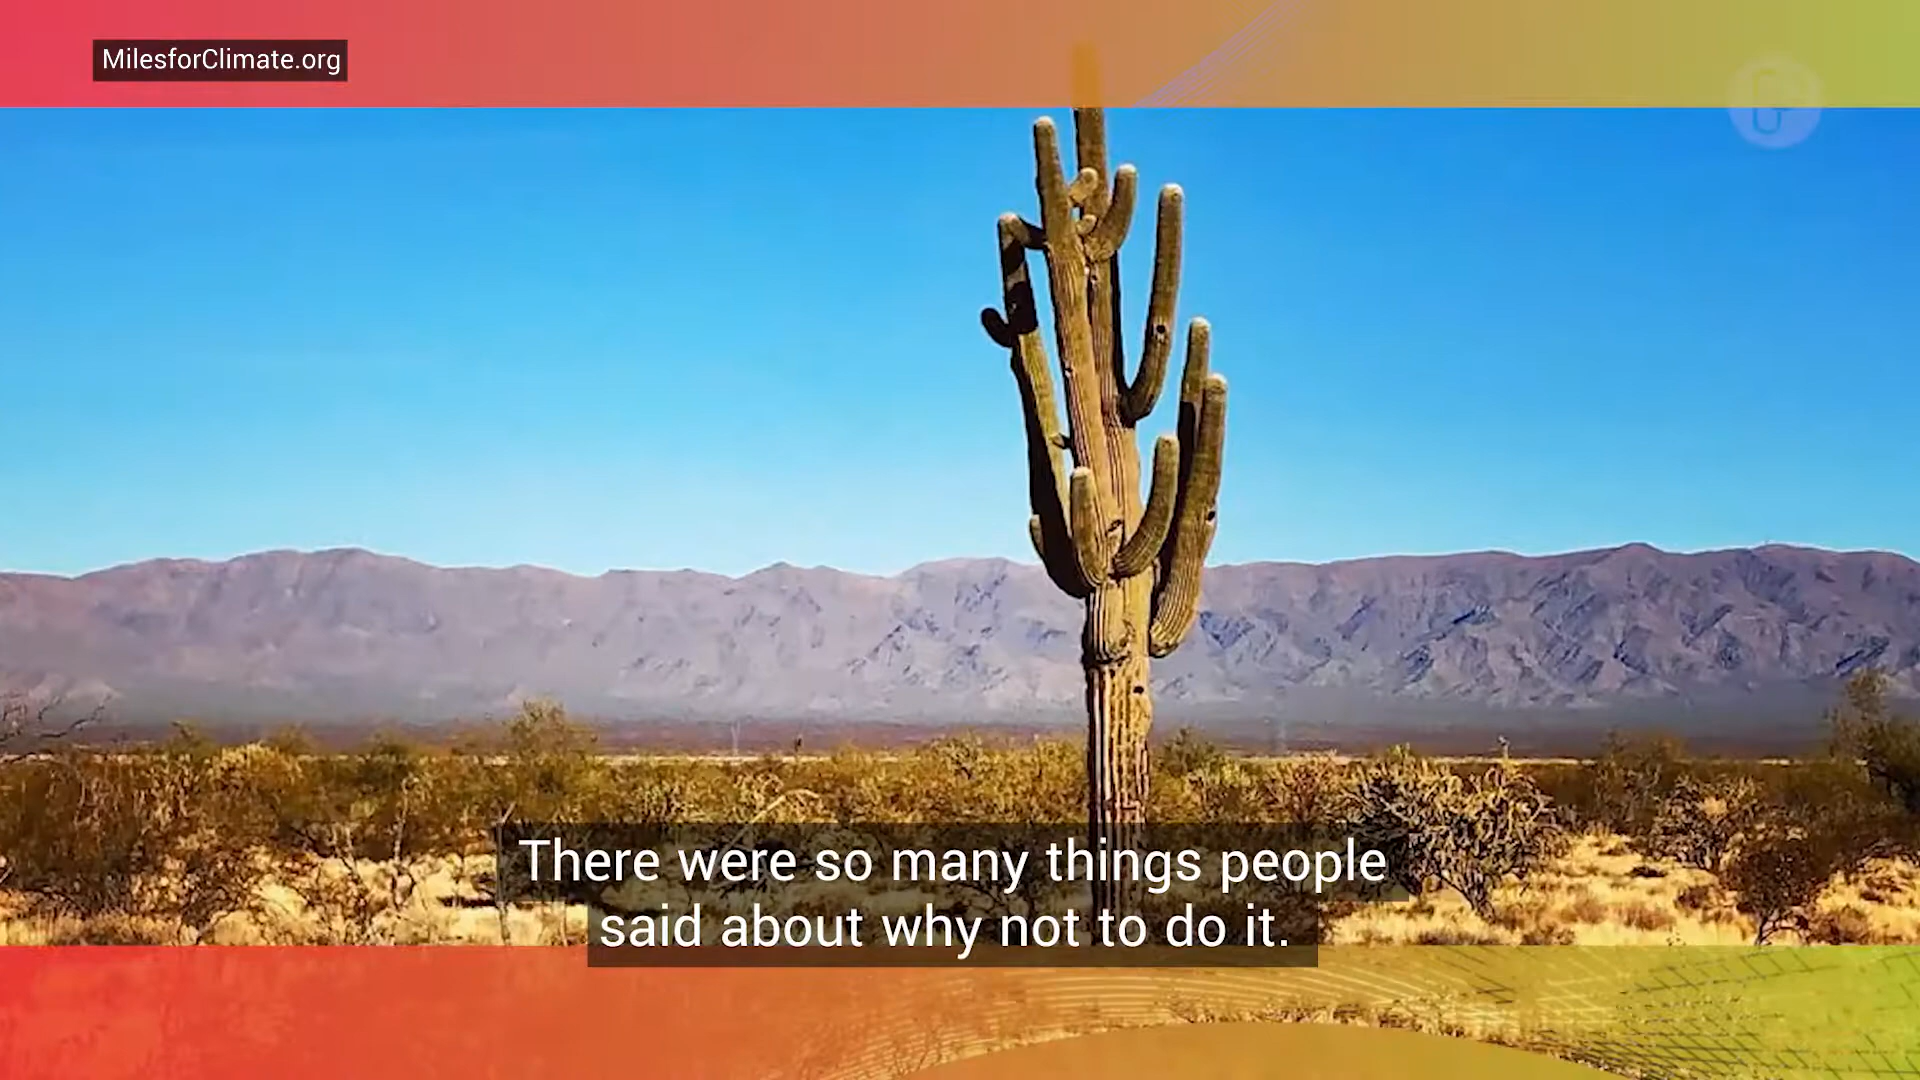 MilesforClimate.org
There were so many things people
said about why not to do it.